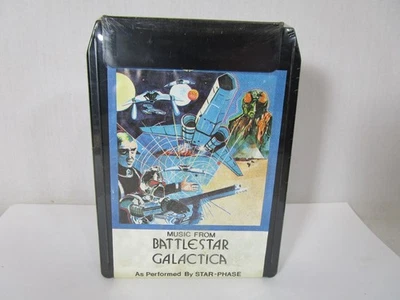 MUSIC FROM
BATTLESTAR
GALACTICA
As Performed By STAR-PHASE